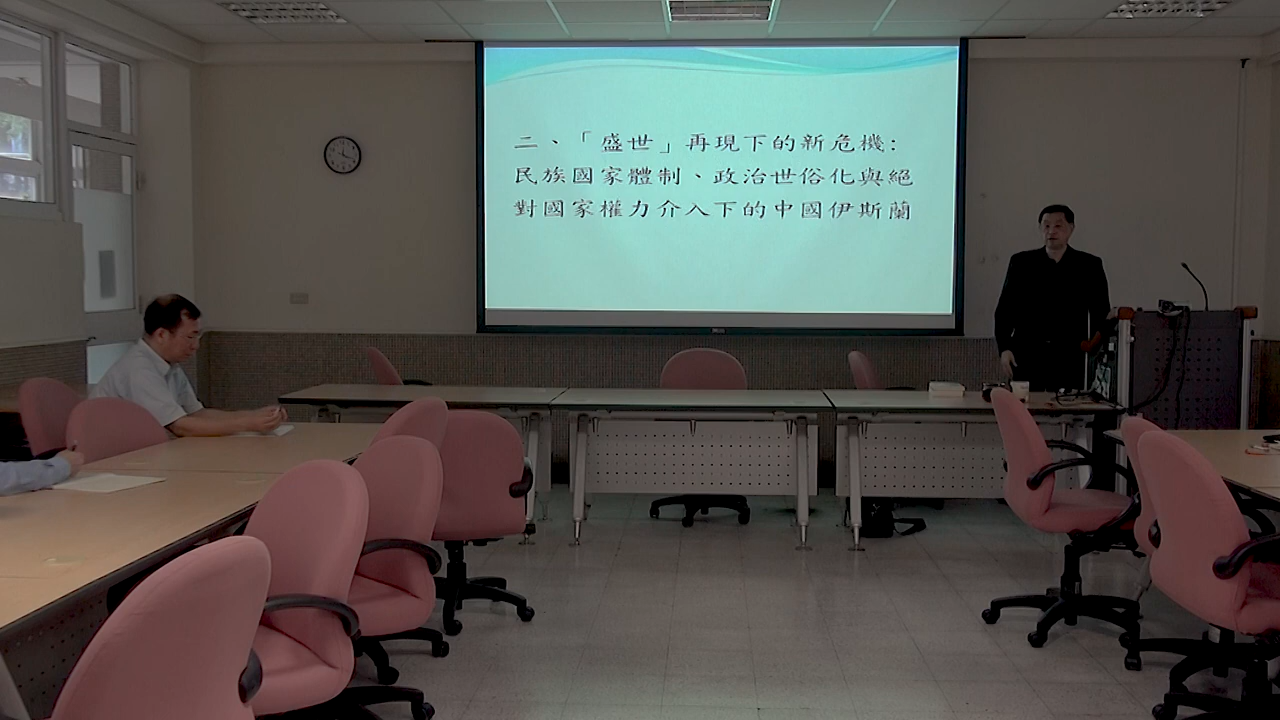 二、「盛世」再現下的新危機:
民族國家體制、政治世俗化與絕
對國家權力介入下的中國伊斯蘭